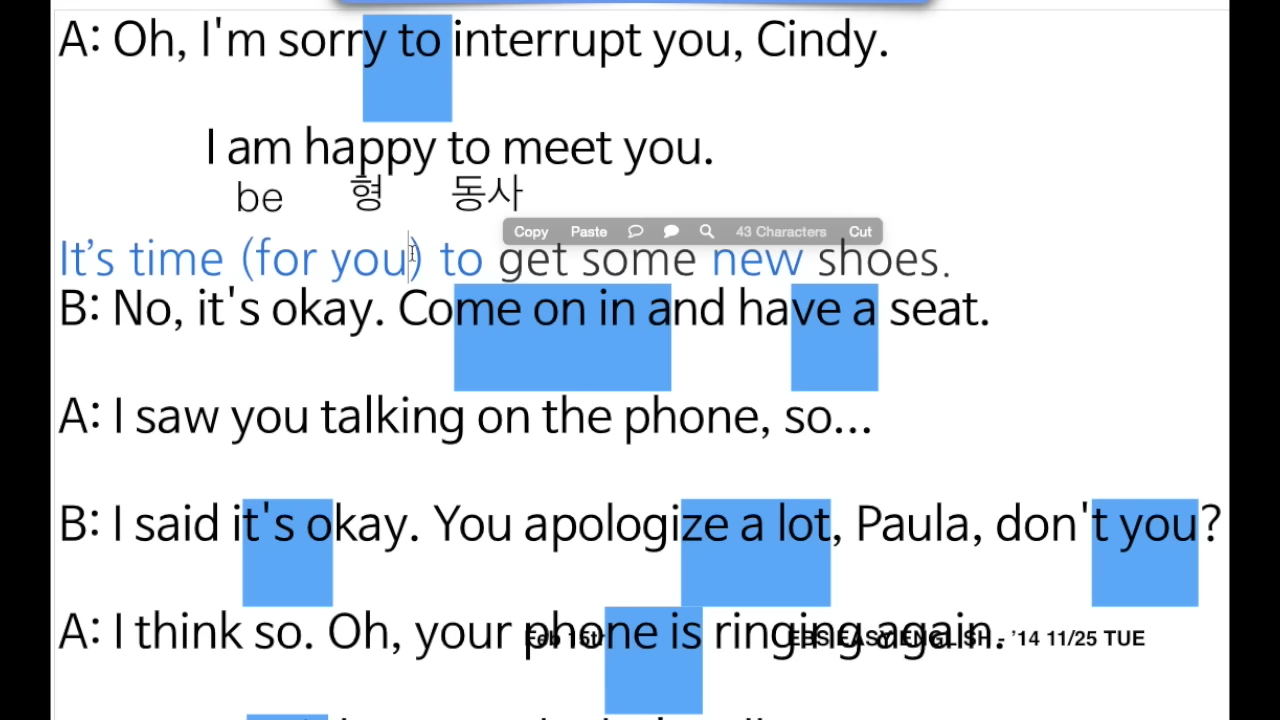 A: Oh, I'm sorry to interrupt you, Cindy.
I am happy to meet you.
be 형 동사
Copy Paste 43 Characters Cut
It’s time (for you) to get some new shoes.
B: No, it's okay. Come on in and have a seat.
A: I saw you talking on the phone, so...
B: I said it's okay. You apologize a lot, Paula, don't you?
A: I think so. Oh, your phone is ringing again.
Feb 15th EBS EASY ENGLISH - ’14 11/25 TUE